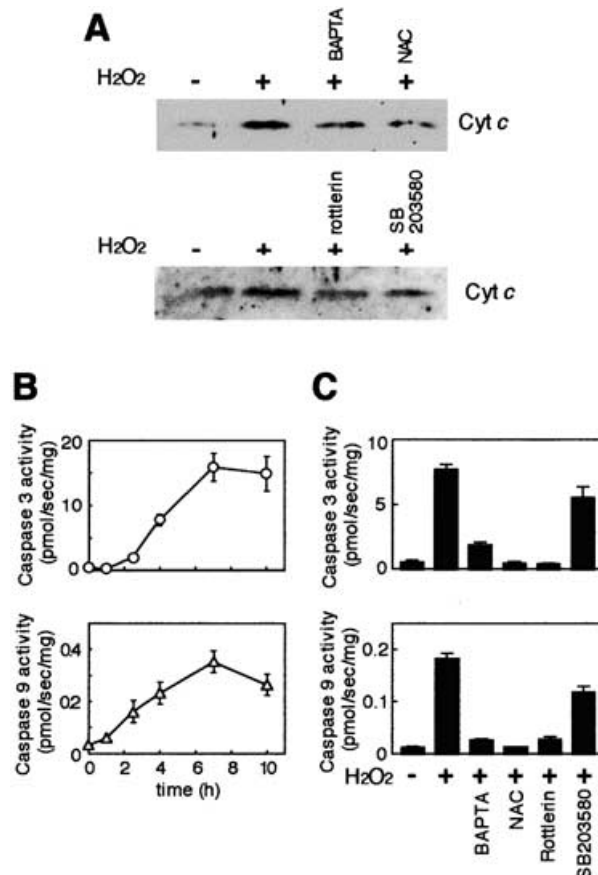 A
BAPTA
NAC
H2O2 - + + +
Cyt c
rottlerin
SB 203580
H2O2 - + + +
Cyt c
B
Caspase 3 activity (pmol/sec/mg)
20
10
0
Caspase 9 activity (pmol/sec/mg)
0.4
0.2
0
0 2 4 6 8 10
time (h)
C
Caspase 3 activity (pmol/sec/mg)
10
5
0
Caspase 9 activity (pmol/sec/mg)
0.2
0.1
0
H2O2 - + + + + +
BAPTA
NAC
Rottlerin
SB203580